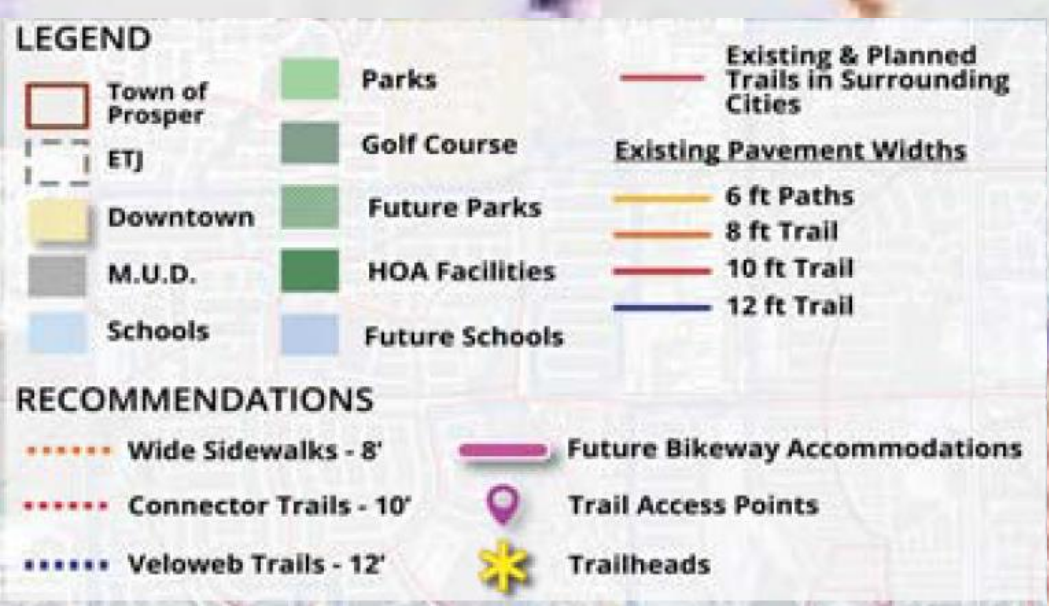 LEGEND
Town of
Prosper
ETJ
Downtown
M.U.D.
Schools
Parks
Golf Course
Future Parks
HOA Facilities
Future Schools
Existing & Planned
Trails in Surrounding
Cities
Existing Pavement Widths
6 ft Paths
8 ft Trail
10 ft Trail
12 ft Trail
RECOMMENDATIONS
Wide Sidewalks - 8'
Connector Trails - 10'
Veloweb Trails - 12'
Future Bikeway Accommodations
Trail Access Points
Trailheads